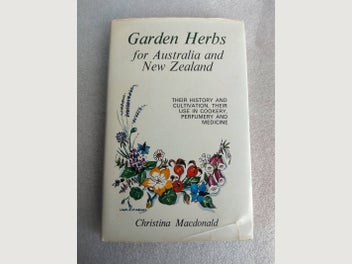 Garden Herbs
for Australia and
New Zealand
THEIR HISTORY AND
CULTIVATION, THEIR
USE IN COOKERY,
PERFUMERY AND
MEDICINE
Christina Macdonald